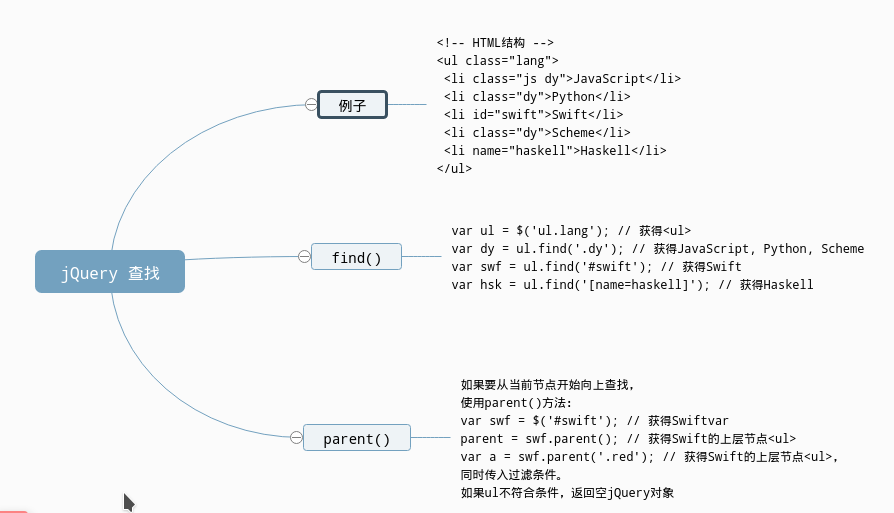 jQuery 查找
例子
<!-- HTML结构 -->
<ul class="lang">
<li class="js dy">JavaScript</li>
<li class="dy">Python</li>
<li id="swift">Swift</li>
<li class="dy">Scheme</li>
<li name="haskell">Haskell</li>
</ul>
find()
var ul = $('ul.lang'); // 获得<ul>
var dy = ul.find('.dy'); // 获得JavaScript, Python, Scheme
var swf = ul.find('#swift'); // 获得Swift
var hsk = ul.find('[name=haskell]'); // 获得Haskell
parent()
如果要从当前节点开始向上查找，
使用parent()方法：
var swf = $('#swift'); // 获得Swiftvar
parent = swf.parent(); // 获得Swift的上层节点<ul>
var a = swf.parent('.red'); // 获得Swift的上层节点<ul>，
同时传入过滤条件。
如果ul不符合条件，返回空jQuery对象